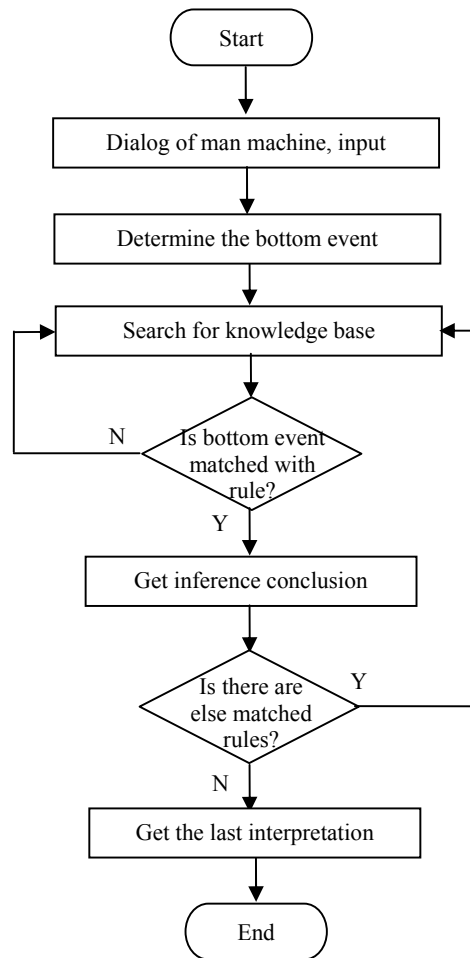 Start
Dialog of man machine, input
Determine the bottom event
Search for knowledge base
N
Is bottom event
matched with
rule?
Y
Get inference conclusion
Is there are
else matched
rules?
Y
N
Get the last interpretation
End